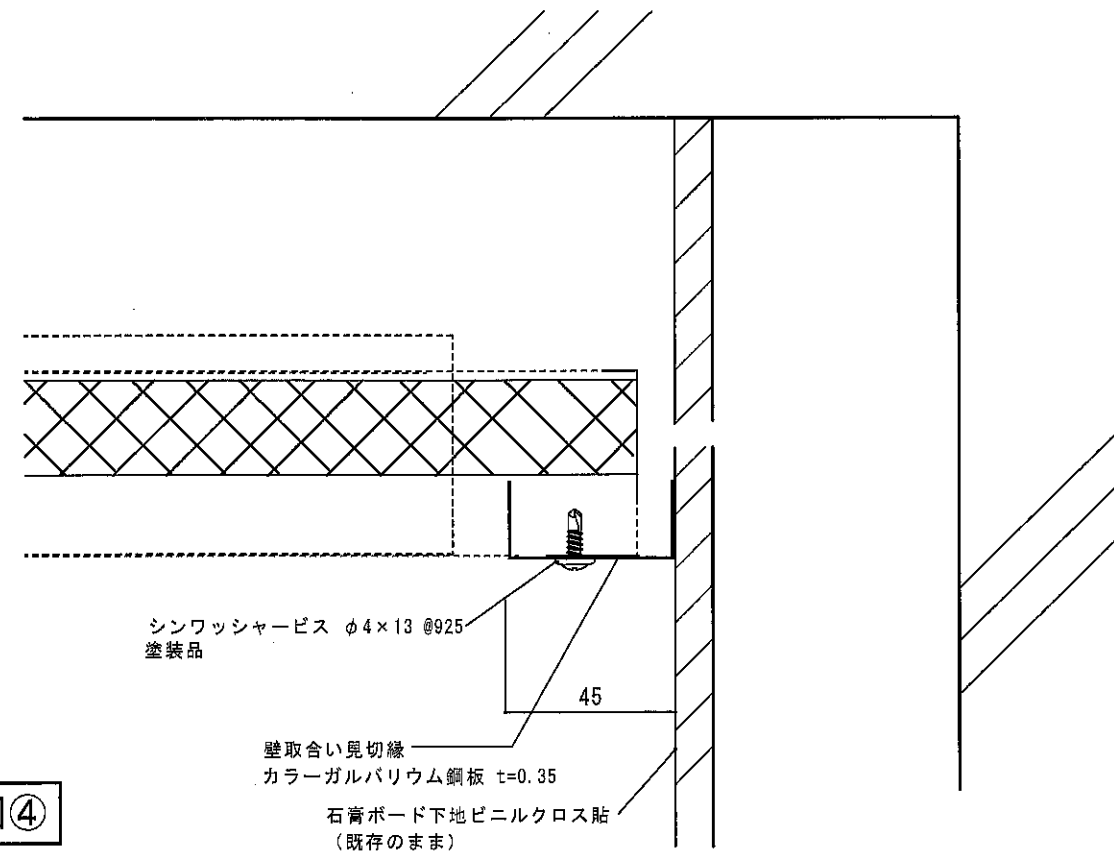 シンワッシャービス φ4×13 @925
塗装品
45
壁取合い見切縁
カラーガルバリウム鋼板 t=0.35
石膏ボード下地ビニルクロス貼
(既存のまま)
④